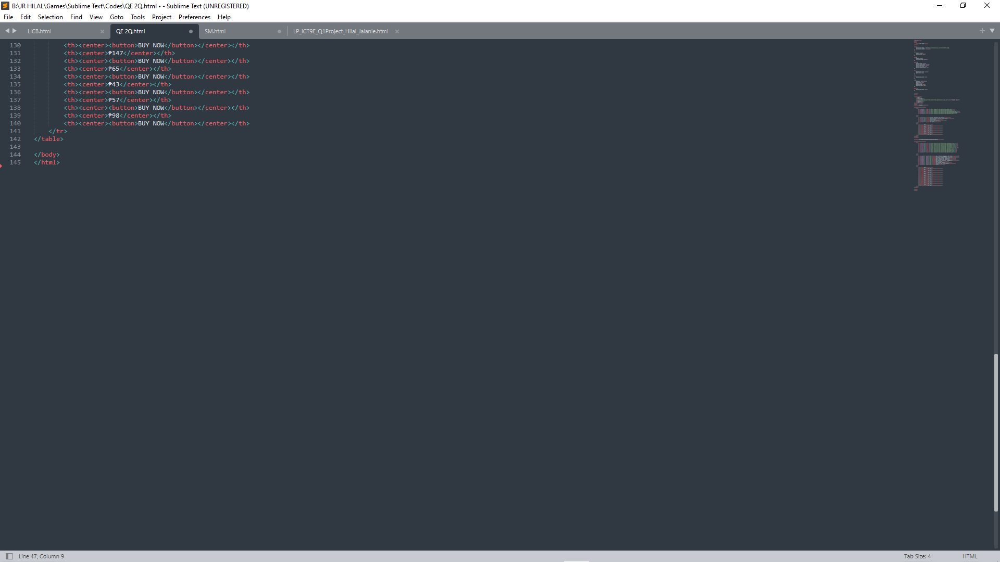 B:\JR HILAL\Games\Sublime Text\Codes\QE 2Q.html • - Sublime Text (UNREGISTERED)
File Edit Selection Find View Goto Tools Project Preferences Help
LICB.html QE 2Q.html SM.html LP_ICT9E_Q1Project_Hilal_Jalanie.html
130 <th><center><button>BUY NOW</button></center></th>
131 <th><center>₱147</center></th>
132 <th><center><button>BUY NOW</button></center></th>
133 <th><center>₱65</center></th>
134 <th><center><button>BUY NOW</button></center></th>
135 <th><center>₱43</center></th>
136 <th><center><button>BUY NOW</button></center></th>
137 <th><center>₱57</center></th>
138 <th><center><button>BUY NOW</button></center></th>
139 <th><center>₱98</center></th>
140 <th><center><button>BUY NOW</button></center></th>
141 </tr>
142 </table>
143
144 </body>
145 </html>
Line 47, Column 9 Tab Size: 4 HTML